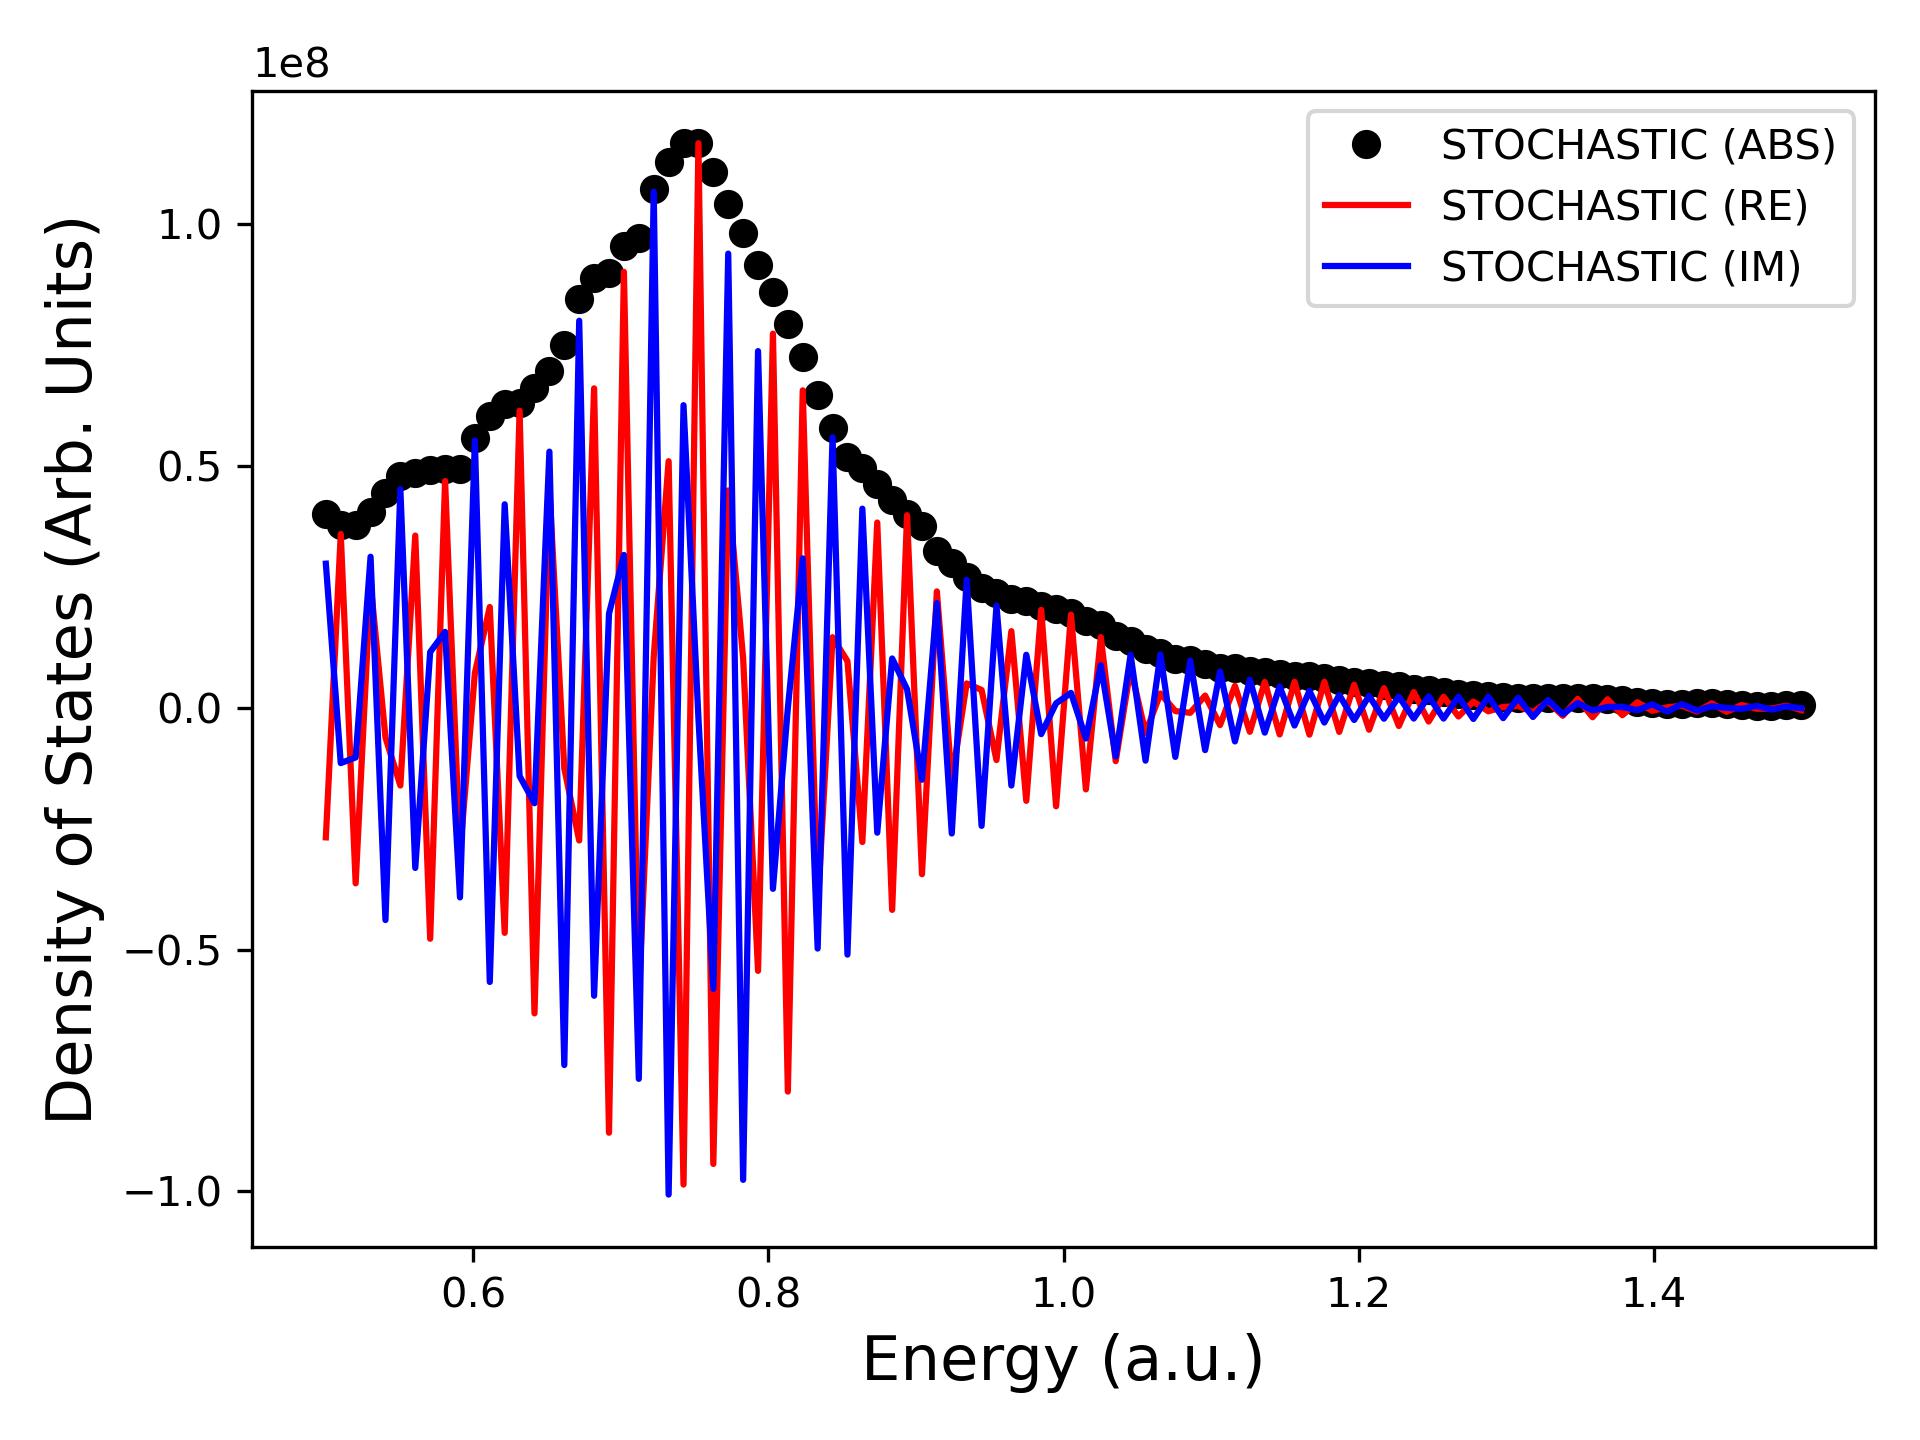 1e8
STOCHASTIC (ABS)
STOCHASTIC (RE)
STOCHASTIC (IM)
Density of States (Arb. Units)
1.0
0.5
0.0
−0.5
−1.0
0.6 0.8 1.0 1.2 1.4
Energy (a.u.)